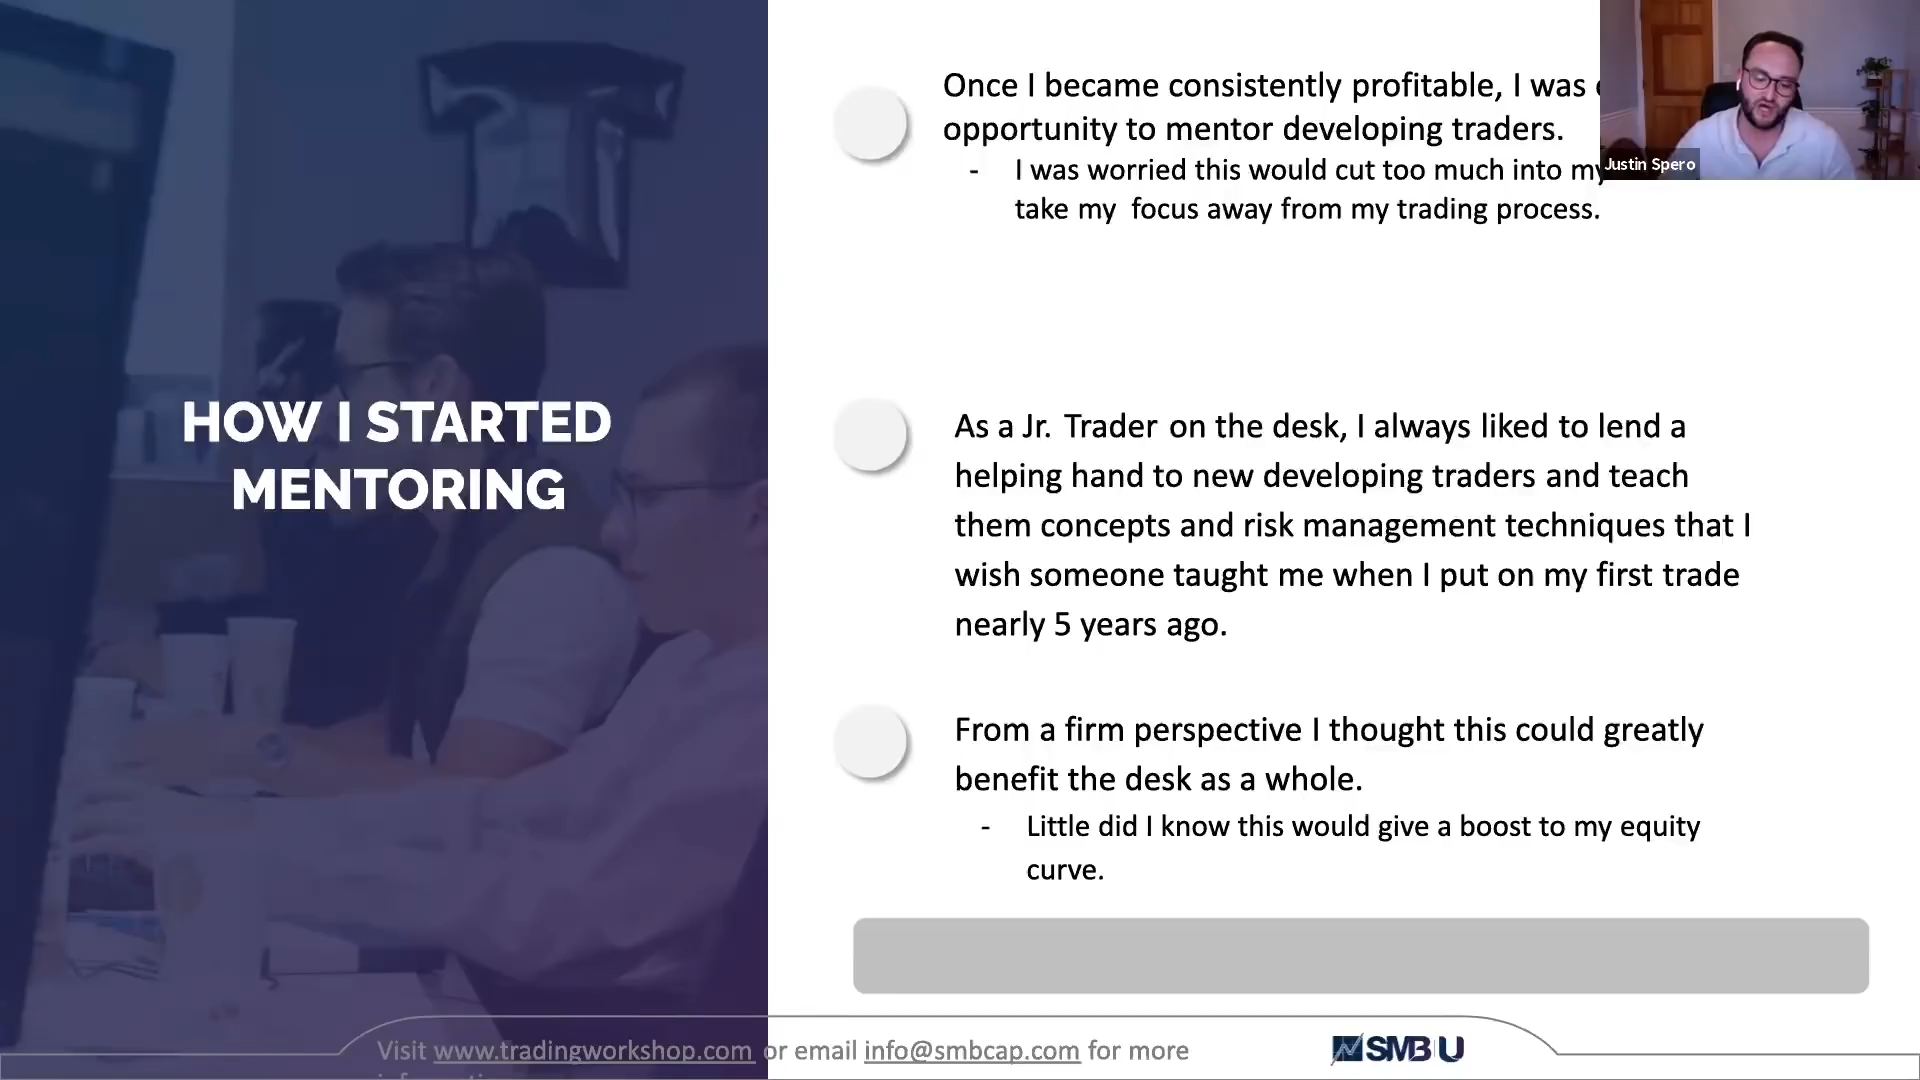 HOW I STARTED
MENTORING
Once I became consistently profitable, I was
opportunity to mentor developing traders.
- I was worried this would cut too much into my
take my focus away from my trading process.
Justin Spero
As a Jr. Trader on the desk, I always liked to lend a
helping hand to new developing traders and teach
them concepts and risk management techniques that I
wish someone taught me when I put on my first trade
nearly 5 years ago.
From a firm perspective I thought this could greatly
benefit the desk as a whole.
- Little did I know this would give a boost to my equity
curve.
Visit www.tradingworkshop.com or email info@smbcap.com for more
SMB U